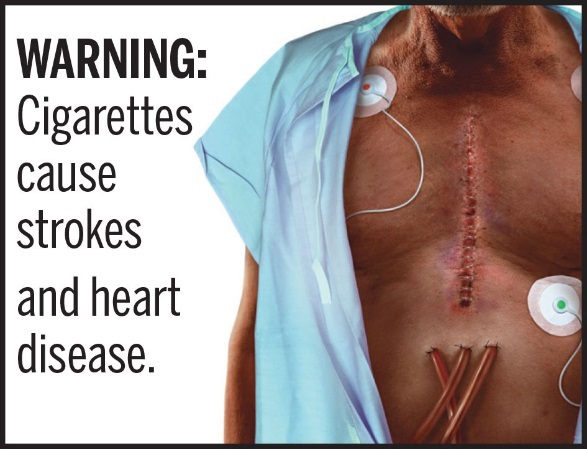 WARNING:
Cigarettes
cause
strokes
and heart
disease.